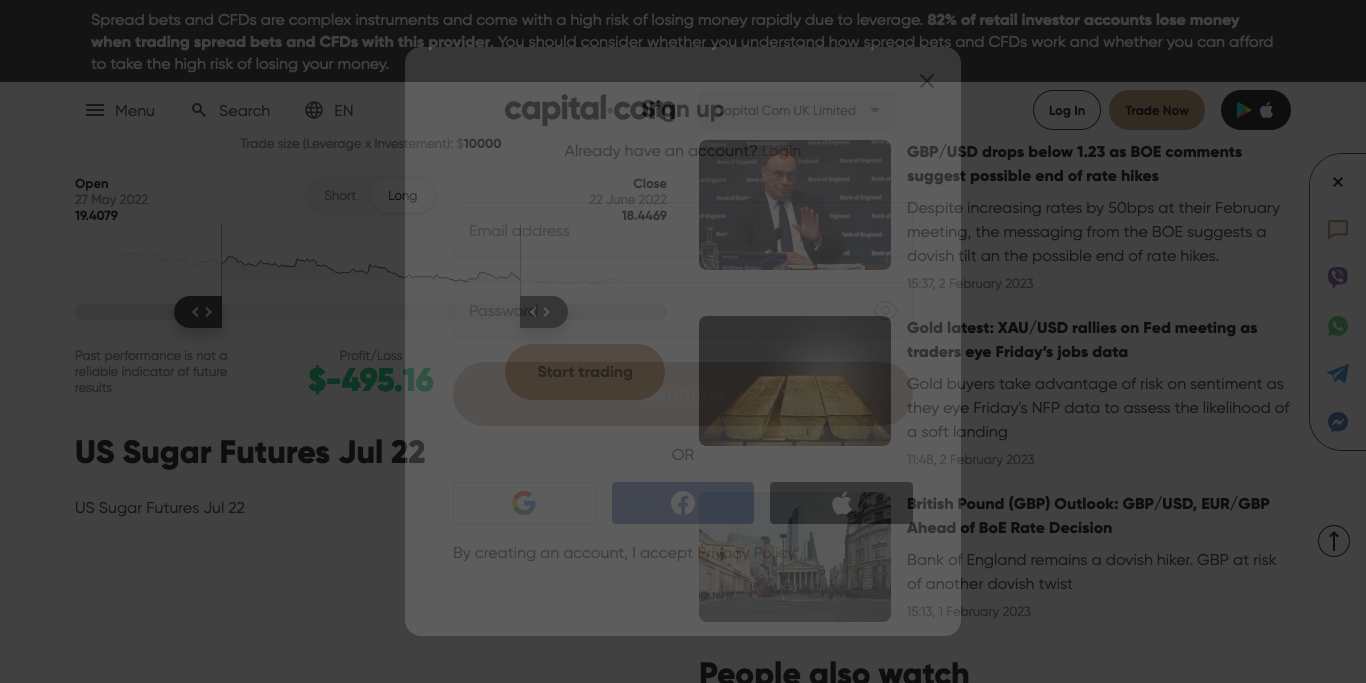 Spread bets and CFDs are complex instruments and come with a high risk of losing money rapidly due to leverage. 82% of retail investor accounts lose money
when trading spread bets and CFDs with this provider. You should consider whether you understand how spread bets and CFDs work and whether you can afford
to take the high risk of losing your money.
Menu
Search
EN
capital.com
Capital Com UK Limited
Log In
Trade Now
Sign up
Already have an account? Login
Email address
Password
Continue
OR
By creating an account, I accept Privacy Policy
Trade size (Leverage x Investement): $10000
Open
27 May 2022
19.4079
Short
Long
Close
22 June 2022
18.4469
Past performance is not a
reliable indicator of future
results
Profit/Loss
$-495.16
Start trading
US Sugar Futures Jul 22
US Sugar Futures Jul 22
Bank of England
GBP/USD drops below 1.23 as BOE comments
suggest possible end of rate hikes
Despite increasing rates by 50bps at their February
meeting, the messaging from the BOE suggests a
dovish tilt an the possible end of rate hikes.
15:37, 2 February 2023
Gold latest: XAU/USD rallies on Fed meeting as
traders eye Friday's jobs data
Gold buyers take advantage of risk on sentiment as
they eye Friday's NFP data to assess the likelihood of
a soft landing
11:48, 2 February 2023
British Pound (GBP) Outlook: GBP/USD, EUR/GBP
Ahead of BoE Rate Decision
Bank of England remains a dovish hiker. GBP at risk
of another dovish twist
15:13, 1 February 2023
People also watch